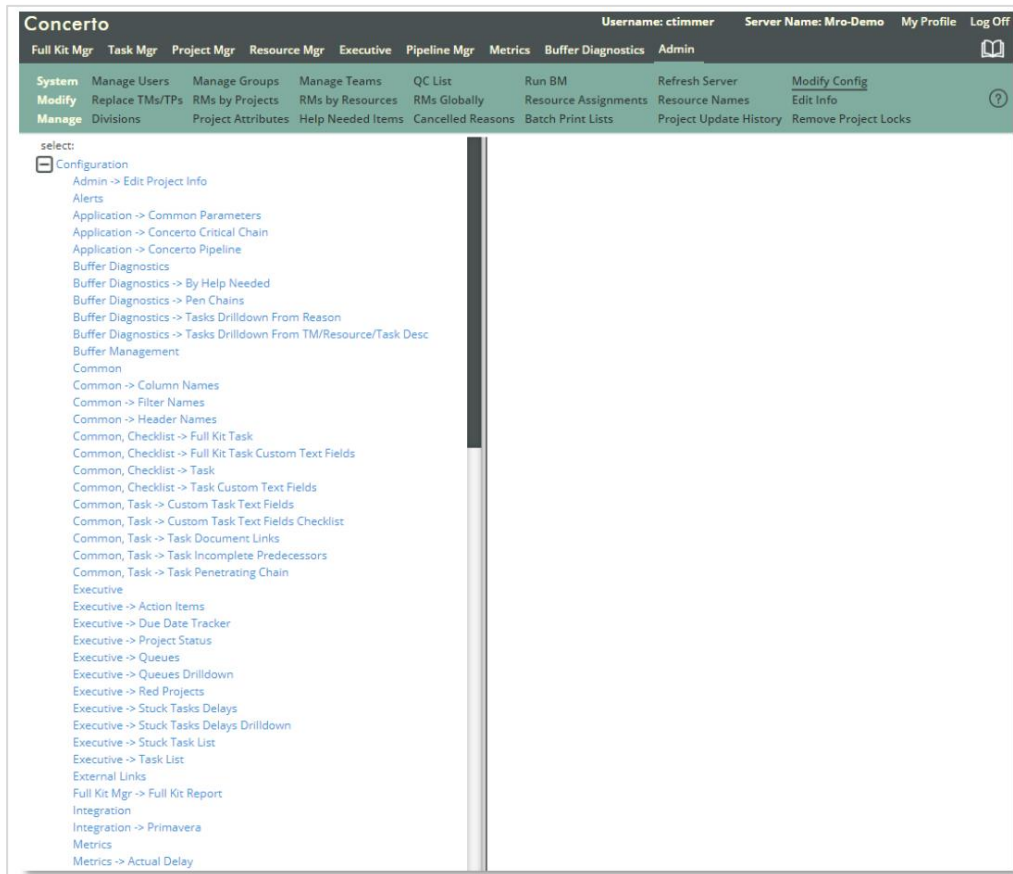 Concerto Username: ctimmer Server Name: Mro-Demo My Profile Log Off
Full Kit Mgr Task Mgr Project Mgr Resource Mgr Executive Pipeline Mgr Metrics Buffer Diagnostics Admin
System Manage Users Manage Groups Manage Teams QC List Run BM Refresh Server Modify Config
Modify Replace TMs/TPs RMs by Projects RMs by Resources RMs Globally Resource Assignments Resource Names Edit Info
Manage Divisions Project Attributes Help Needed Items Cancelled Reasons Batch Print Lists Project Update History Remove Project Locks
select:
Configuration
Admin -> Edit Project Info
Alerts
Application -> Common Parameters
Application -> Concerto Critical Chain
Application -> Concerto Pipeline
Buffer Diagnostics
Buffer Diagnostics -> By Help Needed
Buffer Diagnostics -> Pen Chains
Buffer Diagnostics -> Tasks Drilldown From Reason
Buffer Diagnostics -> Tasks Drilldown From TM/Resource/Task Desc
Buffer Management
Common
Common -> Column Names
Common -> Filter Names
Common -> Header Names
Common, Checklist -> Full Kit Task
Common, Checklist -> Full Kit Task Custom Text Fields
Common, Checklist -> Task
Common, Checklist -> Task Custom Text Fields
Common, Task -> Custom Task Text Fields
Common, Task -> Custom Task Text Fields Checklist
Common, Task -> Task Document Links
Common, Task -> Task Incomplete Predecessors
Common, Task -> Task Penetrating Chain
Executive
Executive -> Action Items
Executive -> Due Date Tracker
Executive -> Project Status
Executive -> Queues
Executive -> Queues Drilldown
Executive -> Red Projects
Executive -> Stuck Tasks Delays
Executive -> Stuck Tasks Delays Drilldown
Executive -> Stuck Task List
Executive -> Task List
External Links
Full Kit Mgr -> Full Kit Report
Integration
Integration -> Primavera
Metrics
Metrics -> Actual Delay